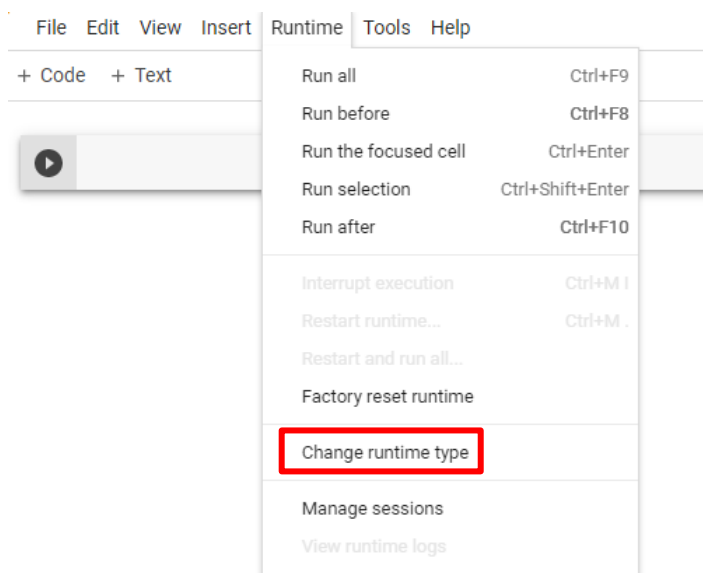 File Edit View Insert Runtime Tools Help
+ Code + Text
Run all Ctrl+F9
Run before Ctrl+F8
Run the focused cell Ctrl+Enter
Run selection Ctrl+Shift+Enter
Run after Ctrl+F10
Interrupt execution Ctrl+M I
Restart runtime... Ctrl+M .
Restart and run all...
Factory reset runtime
Change runtime type
Manage sessions
View runtime logs